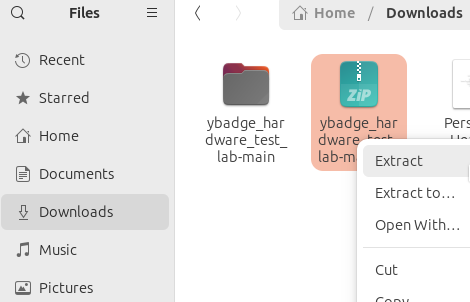 Files
Home / Downloads
Recent
Starred
Home
Documents
Downloads
Music
Pictures
ybadge_har
dware_test_
lab-main
ZiP
ybadge_har
dware_test_
Extract
Extract to...
Open With...
Cut
Copy